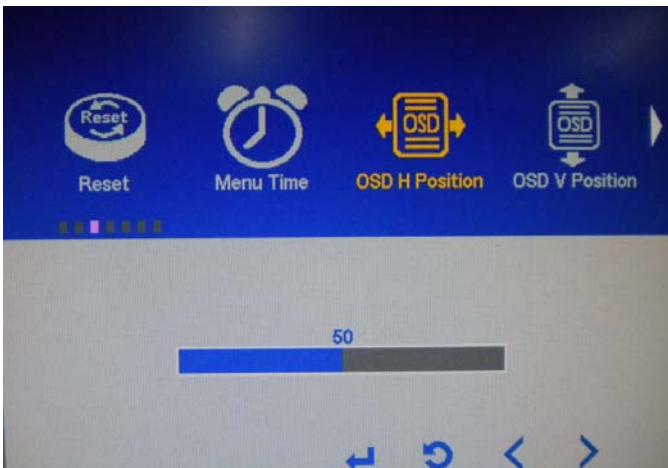 Reset
OSD
OSD
Reset
Menu Time
OSD H Position
OSD V Position
50